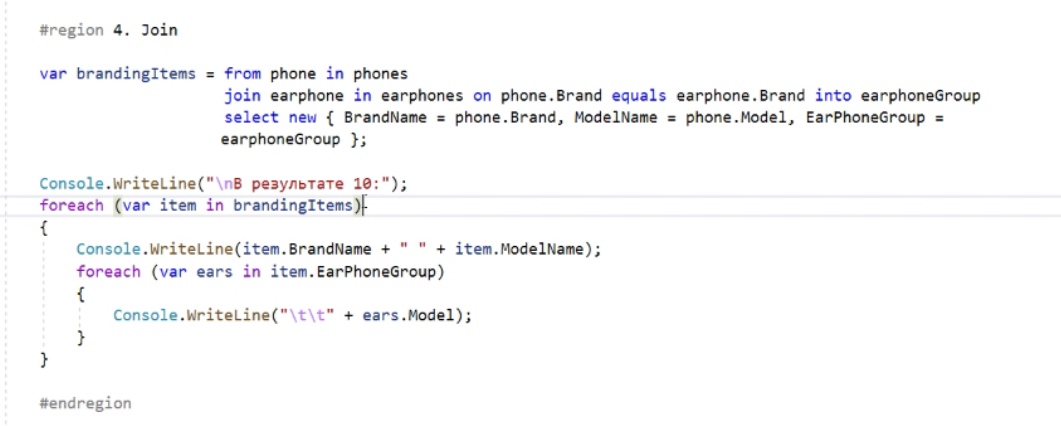 #region 4. Join
var brandingItems = from phone in phones
join earphone in earphones on phone.Brand equals earphone.Brand into earphoneGroup
select new { BrandName = phone.Brand, ModelName = phone.Model, EarPhoneGroup =
earphoneGroup };
Console.WriteLine("\nВ результате 10:");
foreach (var item in brandingItems)
{
Console.WriteLine(item.BrandName + " " + item.ModelName);
foreach (var ears in item.EarPhoneGroup)
{
Console.WriteLine("\t\t" + ears.Model);
}
}
#endregion